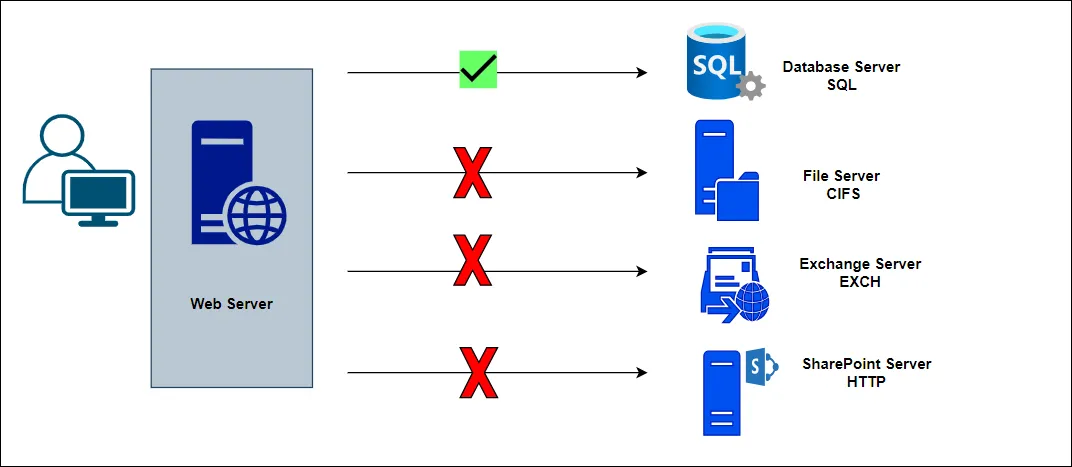 SQL
Database Server
SQL
X
File Server
CIFS
X
Exchange Server
EXCH
Web Server
X
S
SharePoint Server
HTTP